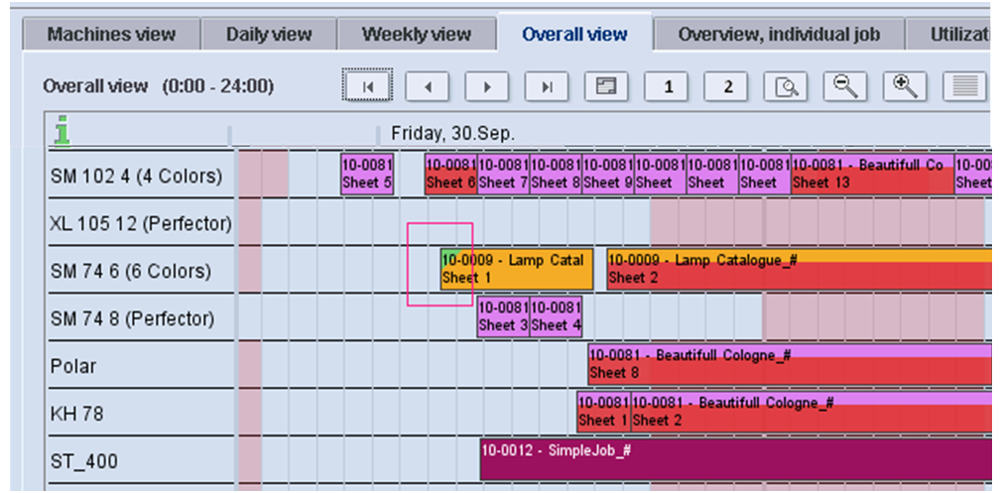 Machines view Daily view Weekly view Overall view Overview, individual job Utilizat
Overall view (0:00 - 24:00) 1 2
Friday, 30.Sep.
SM 102 4 (4 Colors)
10-0081 10-0081 10-0081 10-0081 10-0081 10-0081 10-0081 10-0081 10-0081 - Beautifull Co 10-00
Sheet 5 Sheet 6 Sheet 7 Sheet 8 Sheet 9 Sheet Sheet Sheet Sheet 13 Sheet
XL 105 12 (Perfector)
SM 74 6 (6 Colors)
10-0009 - Lamp Catal 10-0009 - Lamp Catalogue_#
Sheet 1 Sheet 2
SM 74 8 (Perfector)
10-0081 10-0081
Sheet 3 Sheet 4
Polar
10-0081 - Beautifull Cologne_#
Sheet 8
KH 78
10-0081 10-0081 - Beautifull Cologne_#
Sheet 1 Sheet 2
ST_400
10-0012 - SimpleJob_#